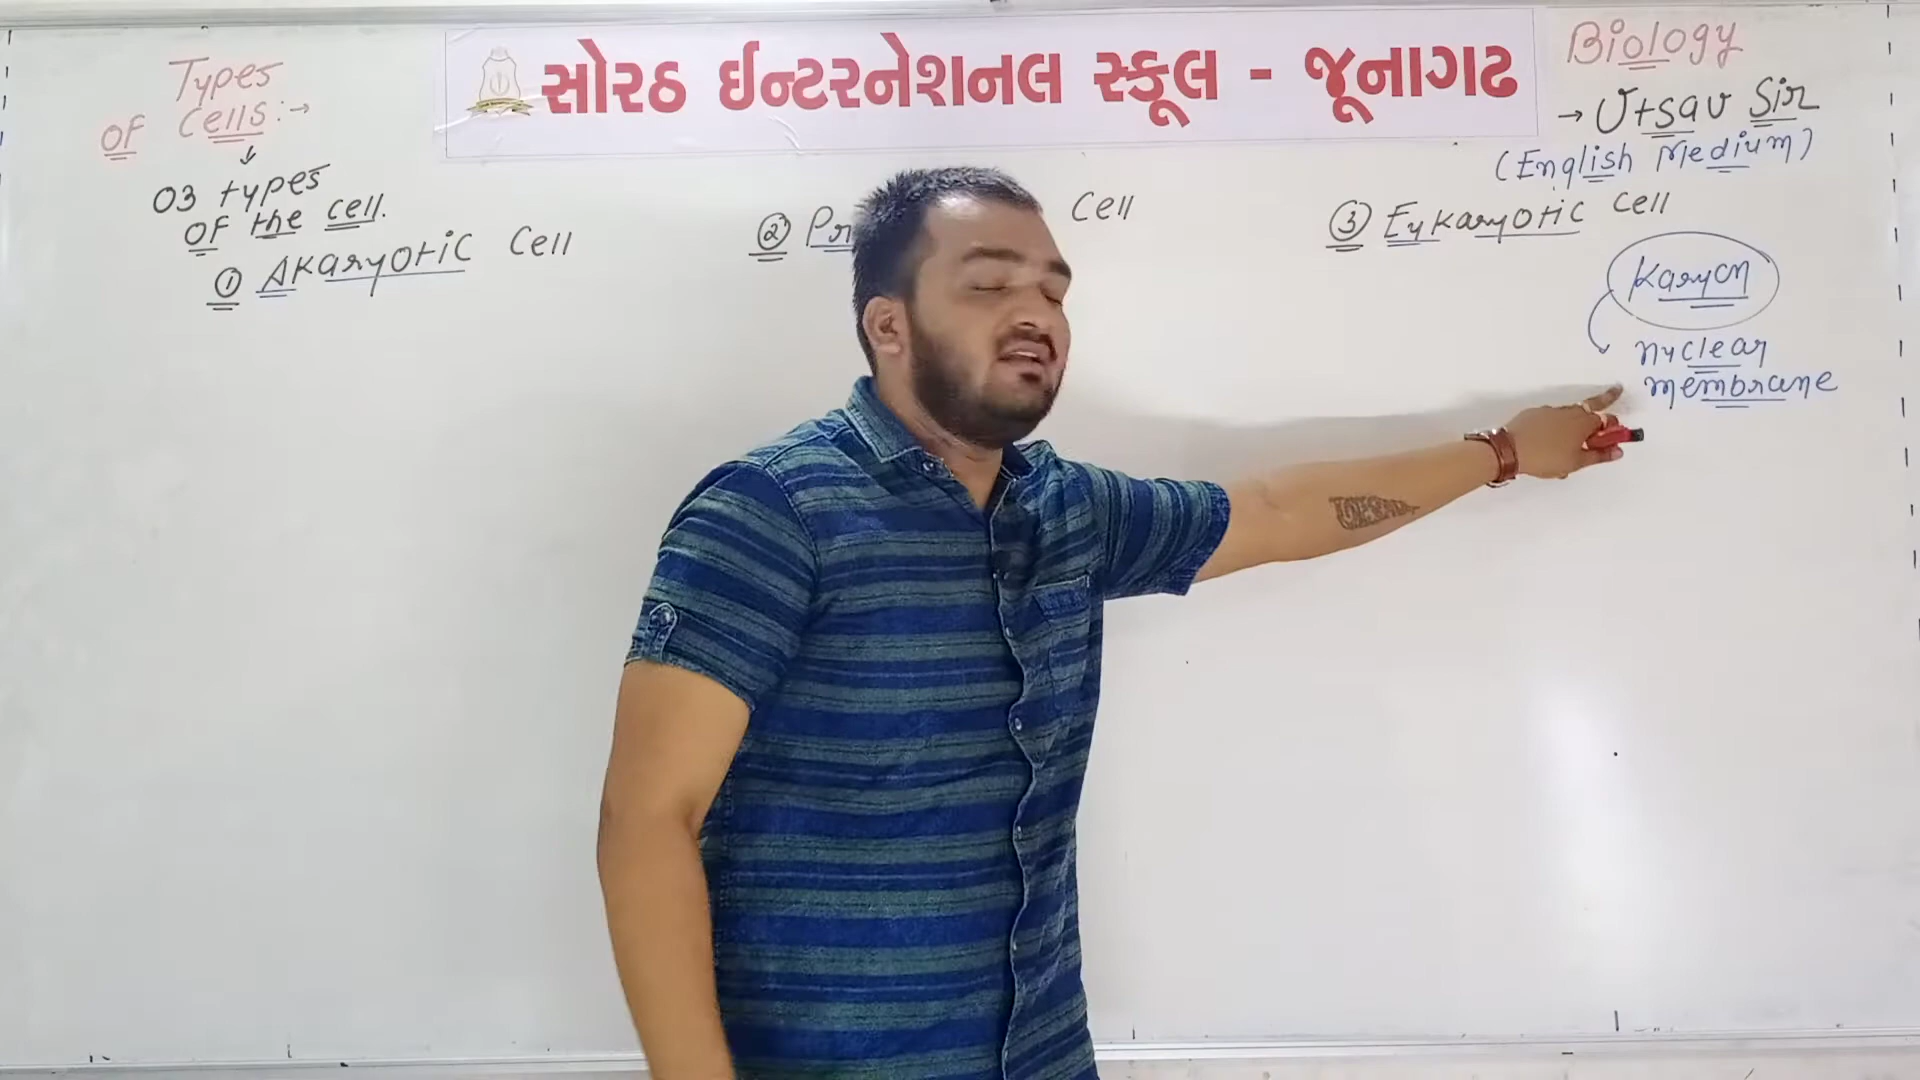 સોરઠ ઈન્ટરનેશનલ સ્કૂલ - જૂનાગઢ
Types
OF Cells:→
↓
03 types
OF the cell.
① Akaryotic Cell
② Cell
Biology
→ Utsav Sir
(English Medium)
③ Eukaryotic Cell
Karyon
nuclear
membrane